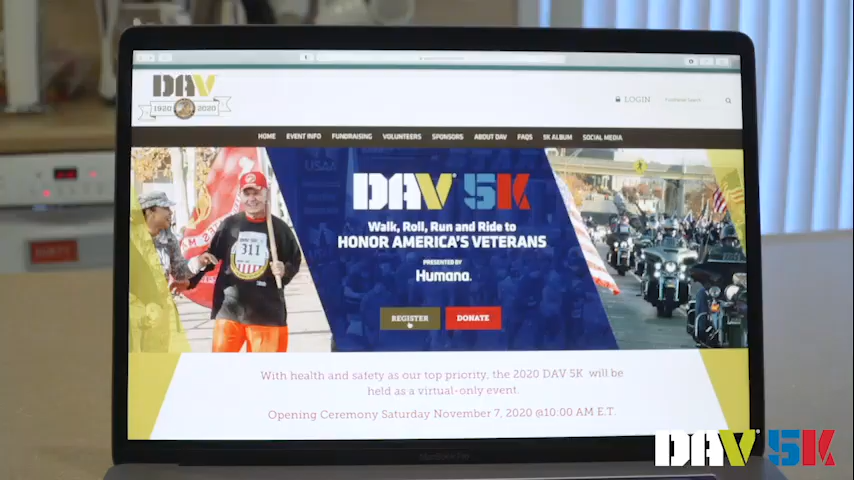 DAV
1920 2020
LOGIN
HOME EVENT INFO FUNDRAISING VOLUNTEERS SPONSORS ABOUT DAV FAQS 5K ALBUM SOCIAL MEDIA
DAV 5K
Walk, Roll, Run and Ride to
HONOR AMERICA'S VETERANS
PRESENTED BY
Humana
311
REGISTER DONATE
With health and safety as our top priority, the 2020 DAV 5K will be
held as a virtual-only event.
Opening Ceremony Saturday November 7, 2020 @10:00 AM E.T.
MacBook Pro
DAV 5K